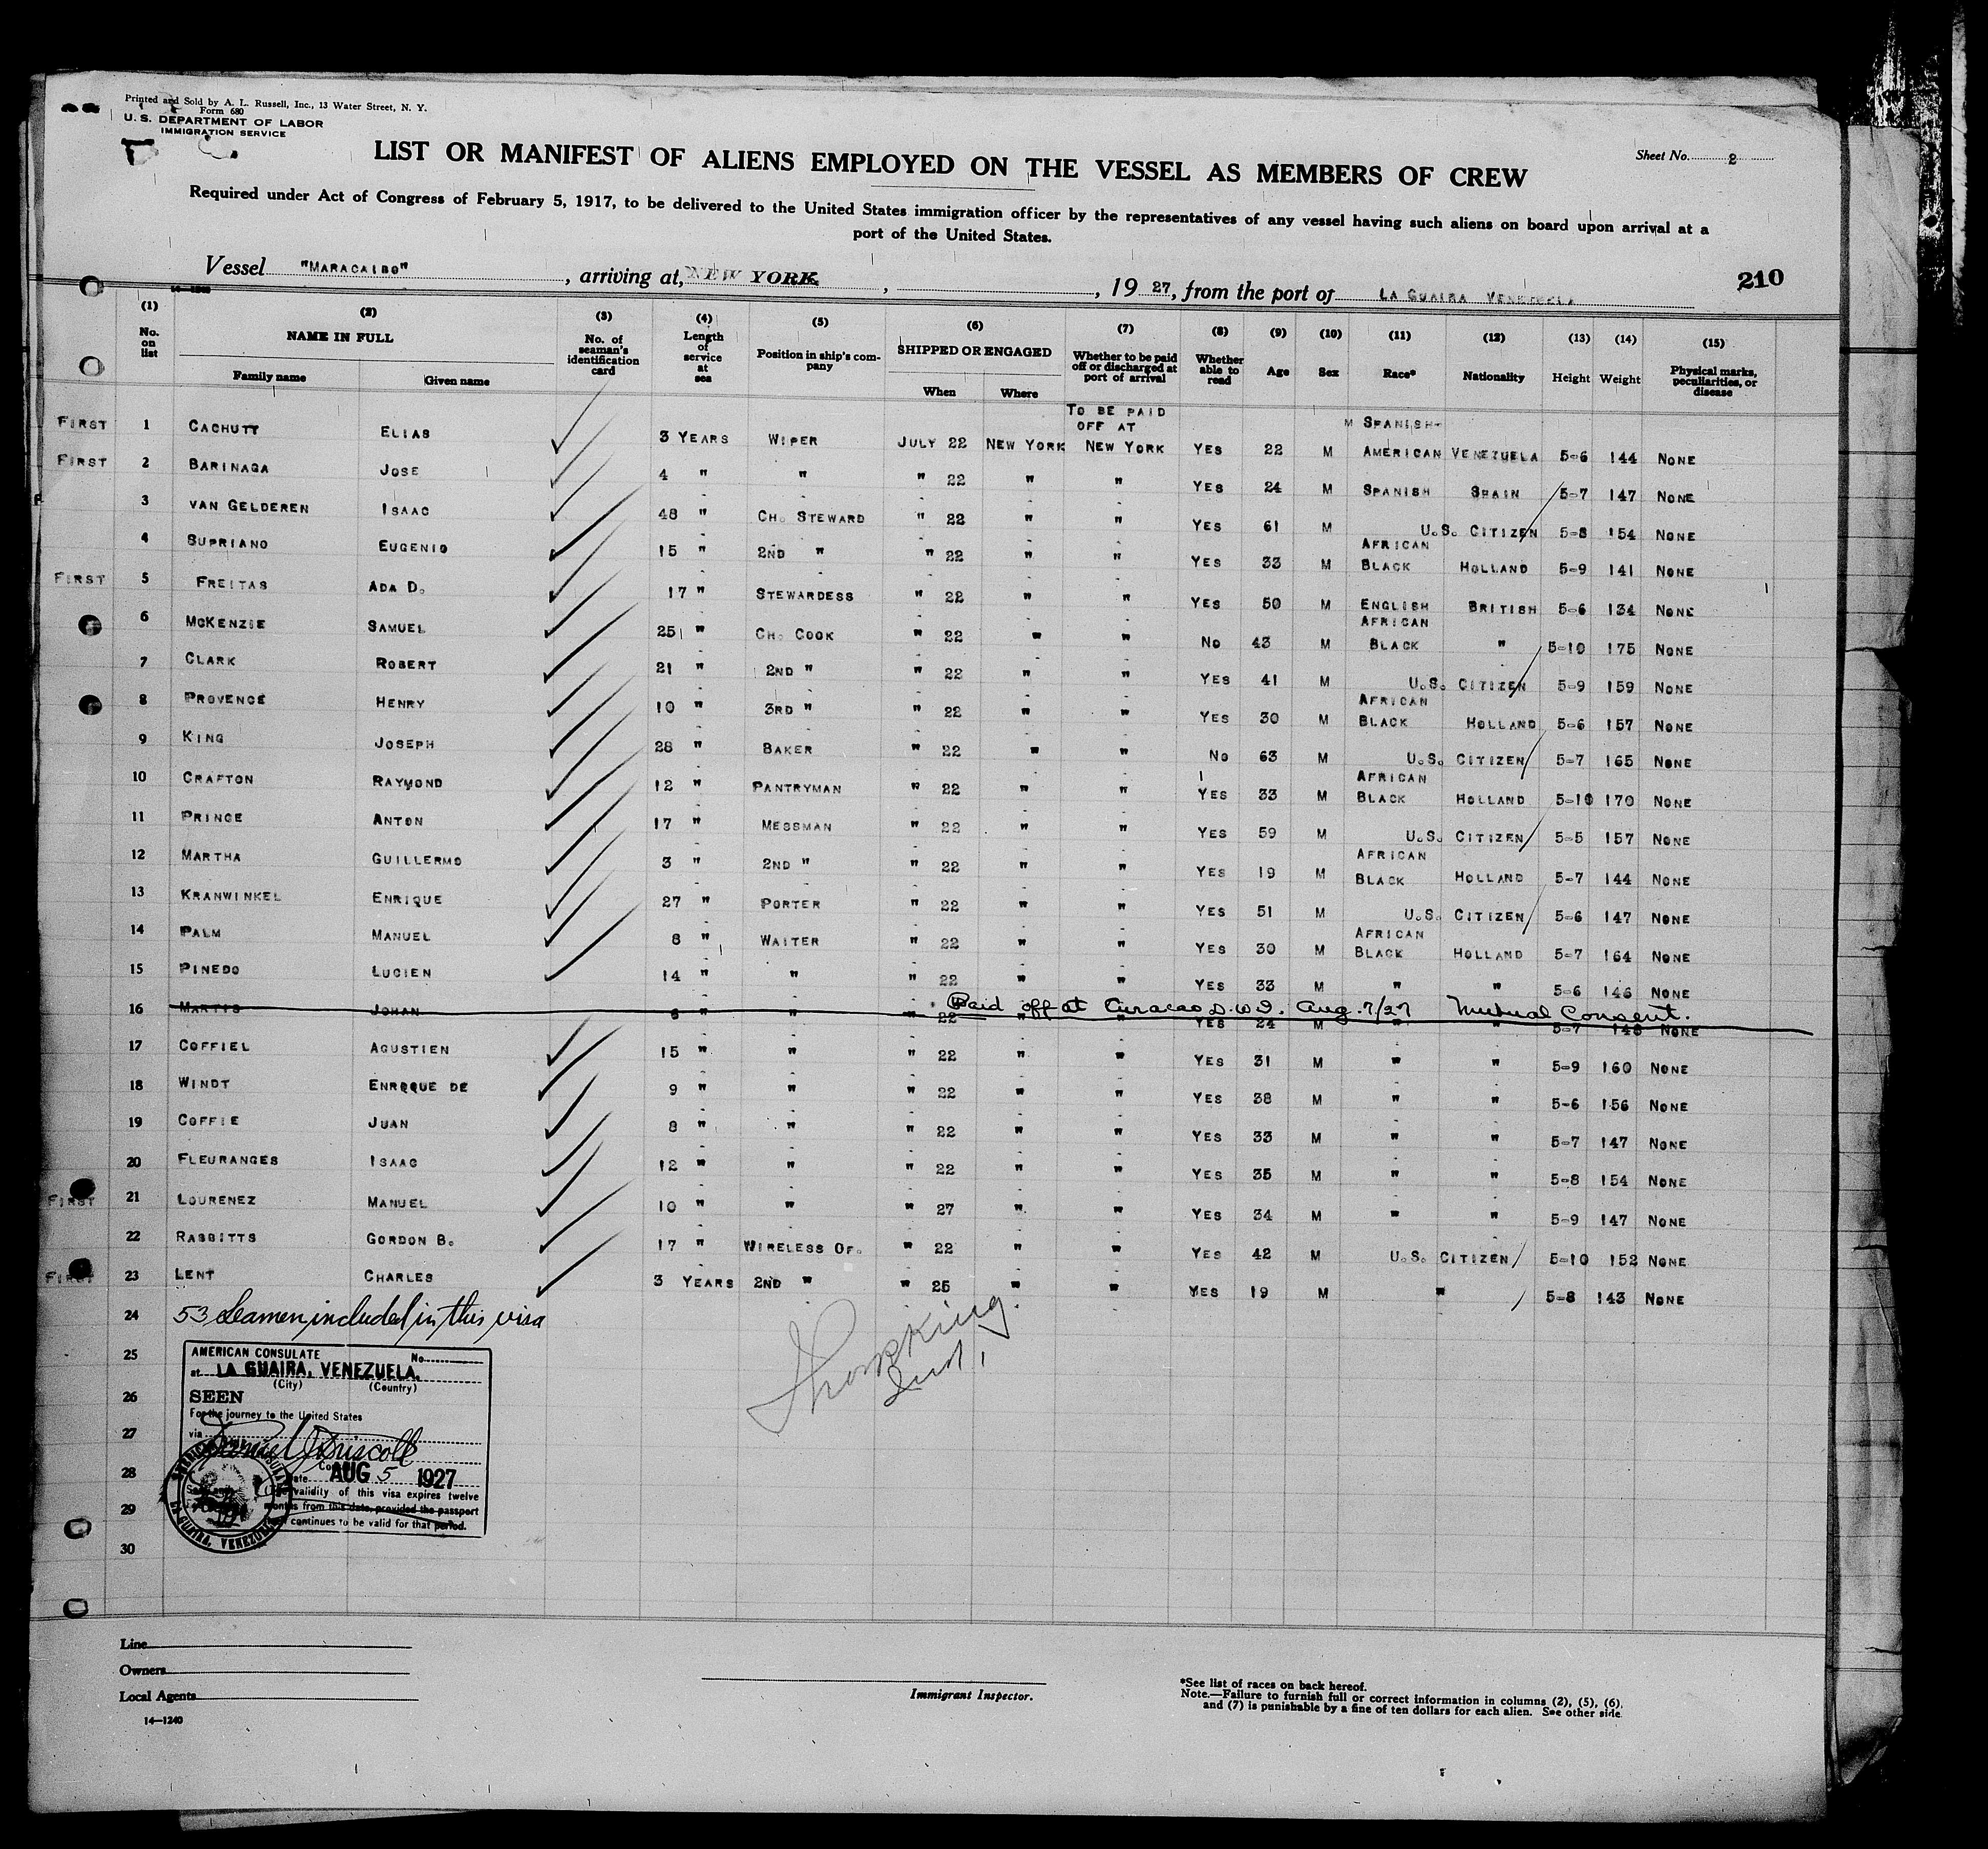 Printed and Sold by A. L. Russell, Inc., 13 Water Street, N. Y.
Form 680
U. S. DEPARTMENT OF LABOR
IMMIGRATION SERVICE
Sheet No. 2
LIST OR MANIFEST OF ALIENS EMPLOYED ON THE VESSEL AS MEMBERS OF CREW
Required under Act of Congress of February 5, 1917, to be delivered to the United States immigration officer by the representatives of any vessel having such aliens on board upon arrival at a
port of the United States.
Vessel "MARACAIBO", arriving at, NEW YORK, , 19 27, from the port of LA GUAIRA VENEZUELA
210
(1) (2) (3) (4) (5) (6) (7) (8) (9) (10) (11) (12) (13) (14) (15)
No. on list NAME IN FULL No. of seaman's identification card Length of service at sea Position in ship's company SHIPPED OR ENGAGED Whether to be paid off or discharged at port of arrival Whether able to read Age Sex Race* Nationality Height Weight Physical marks, peculiarities, or disease
Family name Given name When Where
TO BE PAID OFF AT
FIRST 1 CACHUTT ELIAS 3 YEARS WIPER JULY 22 NEW YORK NEW YORK YES 22 M M SPANISH-AMERICAN VENEZUELA 5-6 144 NONE
FIRST 2 BARINAGA JOSE 4 " " " 22 " " YES 24 M SPANISH SPAIN 5-7 147 NONE
3 VAN GELDEREN ISAAC 48 " CH. STEWARD " 22 " " YES 61 M U.S. CITIZEN 5-8 154 NONE
4 SUPRIANO EUGENIO 15 " 2ND " " 22 " " YES 33 M AFRICAN BLACK HOLLAND 5-9 141 NONE
FIRST 5 FREITAS ADA D. 17 " STEWARDESS " 22 " " YES 50 M ENGLISH BRITISH 5-6 134 NONE
6 MCKENZIE SAMUEL 25 " CH. COOK " 22 " " NO 43 M AFRICAN BLACK " 5-10 175 NONE
7 CLARK ROBERT 21 " 2ND " " 22 " " YES 41 M U.S. CITIZEN 5-9 159 NONE
8 PROVENCE HENRY 10 " 3RD " " 22 " " YES 30 M AFRICAN BLACK HOLLAND 5-6 157 NONE
9 KING JOSEPH 28 " BAKER " 22 " " NO 63 M U.S. CITIZEN 5-7 165 NONE
10 CRAFTON RAYMOND 12 " PANTRYMAN " 22 " " YES 33 M AFRICAN BLACK HOLLAND 5-10 170 NONE
11 PRINCE ANTON 17 " MESSMAN " 22 " " YES 59 M U.S. CITIZEN 5-5 157 NONE
12 MARTHA GUILLERMO 3 " 2ND " " 22 " " YES 19 M AFRICAN BLACK HOLLAND 5-7 144 NONE
13 KRANWINKEL ENRIQUE 27 " PORTER " 22 " " YES 51 M U.S. CITIZEN 5-6 147 NONE
14 PALM MANUEL 8 " WAITER " 22 " " YES 30 M AFRICAN BLACK HOLLAND 5-7 164 NONE
15 PINEDO LUCIEN 14 " " " 22 " " YES 33 M " " 5-6 146 NONE
Paid off at Curacao D.W.I. Aug. 7/27 Mutual Consent.
16 MARTIS JOHAN 6 " " " 22 " YES 24 M " " 5-7 148 NONE
17 COFFIEL AGUSTIEN 15 " " " 22 " " YES 31 M " " 5-9 160 NONE
18 WINDT ENRQQUE DE 9 " " " 22 " " YES 38 M " " 5-6 156 NONE
19 COFFIE JUAN 8 " " " 22 " " YES 33 M " " 5-7 147 NONE
20 FLEURANGES ISAAC 12 " " " 22 " " YES 35 M " " 5-8 154 NONE
FIRST 21 LOURENEZ MANUEL 10 " " " 27 " " YES 34 M " " 5-9 147 NONE
22 RABBITTS GORDON B. 17 " WIRELESS OF. " 22 " " YES 42 M U.S. CITIZEN 5-10 152 NONE
FIRST 23 LENT CHARLES 3 YEARS 2ND " " 25 " " YES 19 M " 5-8 143 NONE
24 53 Seamen included in this visa
25
26
27
28
29
30
AMERICAN CONSULATE No.
at LA GUAIRA, VENEZUELA.
(City) (Country)
SEEN
For the journey to the United States
via
Daniel J Driscoll
Date AUG 5 1927
The validity of this visa expires twelve
months from this date, provided the passport
continues to be valid for that period.
LA GUAIRA, VENEZUELA
Line
Owners
Local Agents
14—1240
Immigrant Inspector.
*See list of races on back hereof.
Note.—Failure to furnish full or correct information in columns (2), (5), (6),
and (7) is punishable by a fine of ten dollars for each alien. See other side.